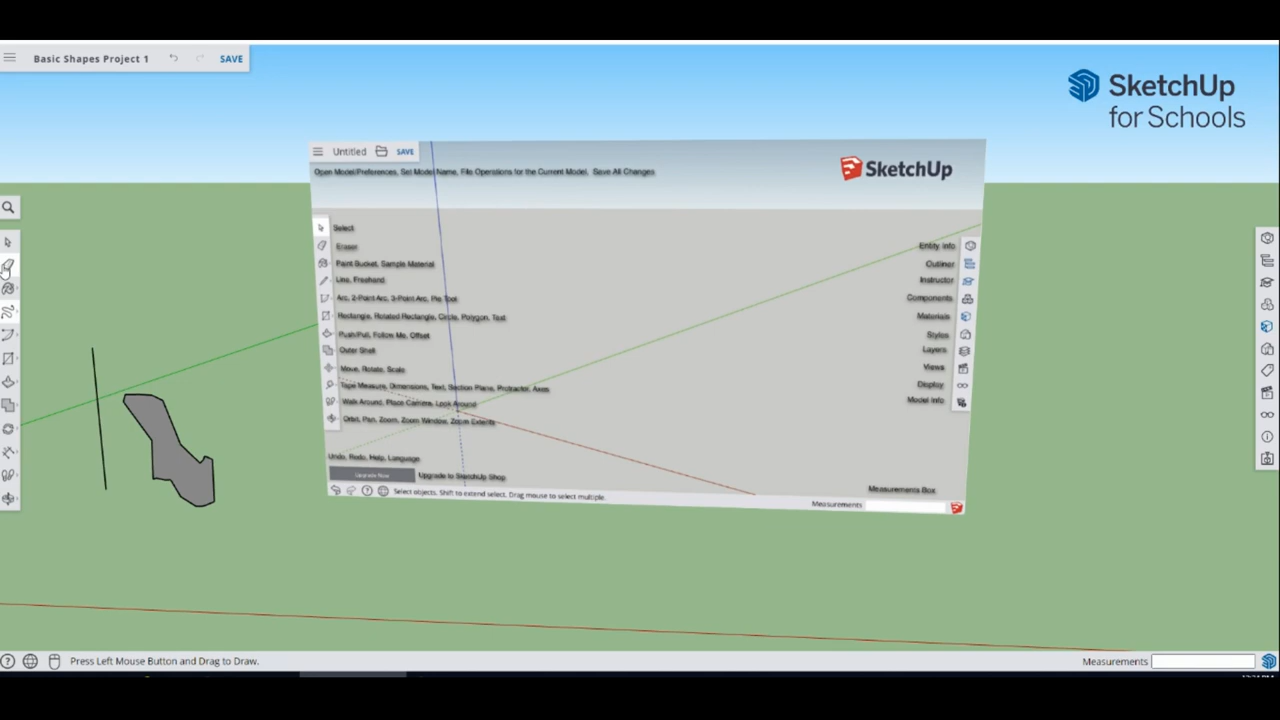 Basic Shapes Project 1 SAVE
SketchUp
for Schools
Untitled SAVE
Open Model/Preferences, Set Model Name, File Operations for the Current Model, Save All Changes
SketchUp
Select
Eraser
Paint Bucket, Sample Material
Line, Freehand
Arc, 2-Point Arc, 3-Point Arc, Pie Tool
Rectangle, Rotated Rectangle, Circle, Polygon, Text
Push/Pull, Follow Me, Offset
Outer Shell
Move, Rotate, Scale
Tape Measure, Dimensions, Text, Section Plane, Protractor, Axes
Walk Around, Place Camera, Look Around
Orbit, Pan, Zoom, Zoom Window, Zoom Extents
Entity Info
Outliner
Instructor
Components
Materials
Styles
Layers
Views
Display
Model Info
Undo, Redo, Help, Language
Upgrade Now Upgrade to SketchUp Shop
Measurements Box
Select objects. Shift to extend select. Drag mouse to select multiple.
Measurements
Press Left Mouse Button and Drag to Draw.
Measurements